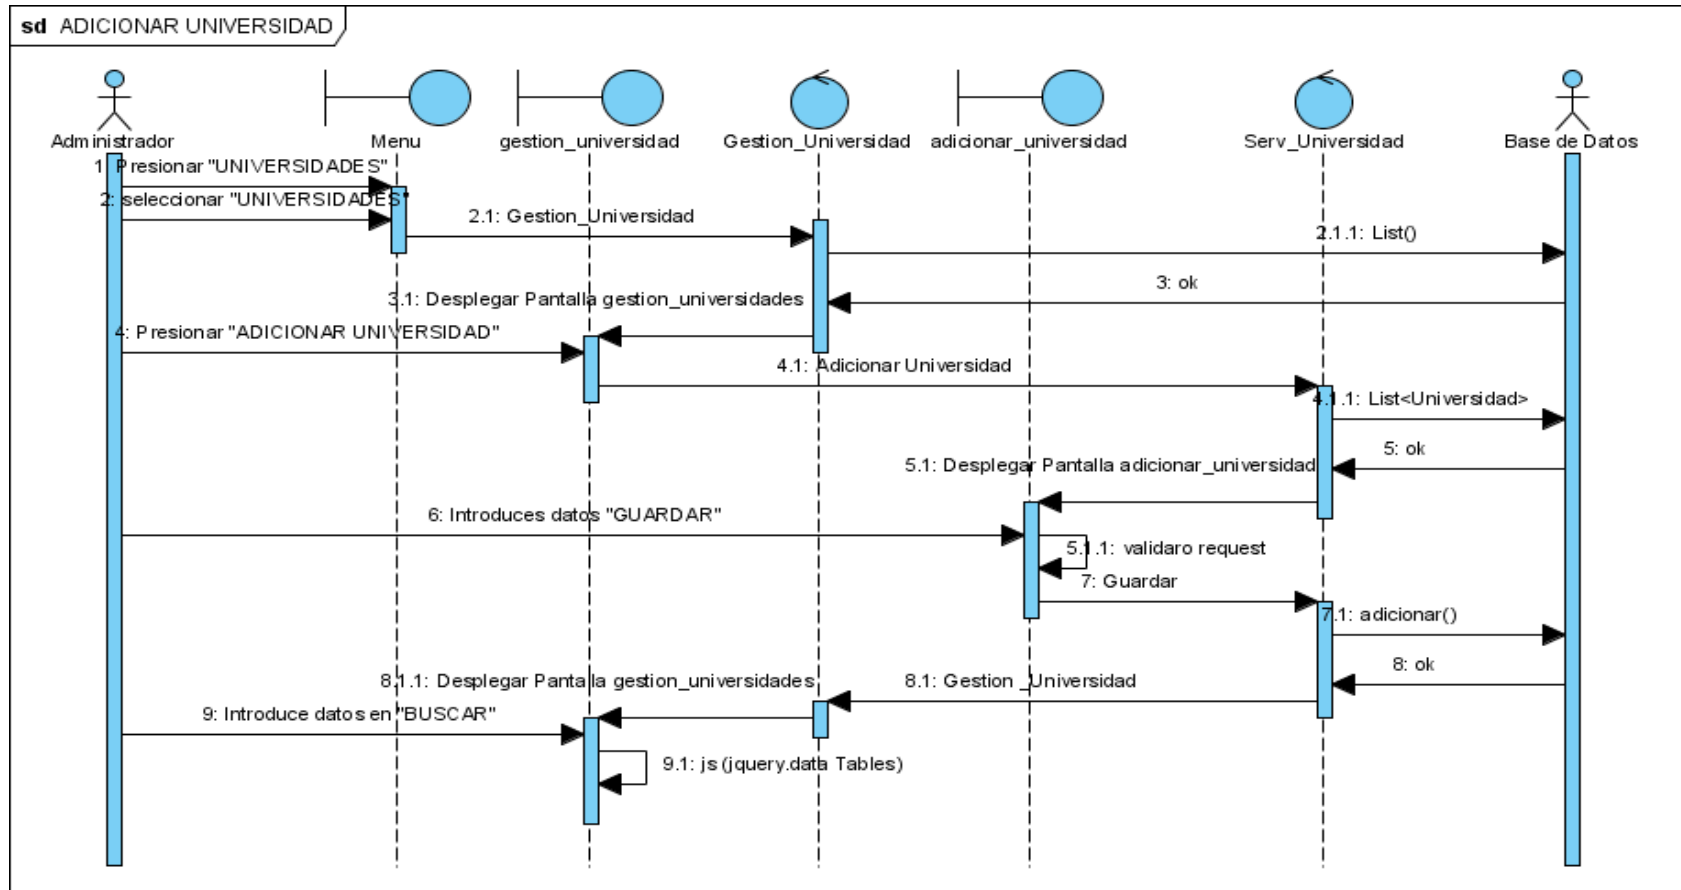 sd ADICIONAR UNIVERSIDAD
Administrador
Menu
gestion_universidad
Gestion_Universidad
adicionar_universidad
Serv_Universidad
Base de Datos
1: Presionar "UNIVERSIDADES"
2: seleccionar "UNIVERSIDADES"
2.1: Gestion_Universidad
2.1.1: List()
3: ok
3.1: Desplegar Pantalla gestion_universidades
4: Presionar "ADICIONAR UNIVERSIDAD"
4.1: Adicionar Universidad
4.1.1: List<Universidad>
5: ok
5.1: Desplegar Pantalla adicionar_universidad
6: Introduces datos "GUARDAR"
5.1.1: validaro request
7: Guardar
7.1: adicionar()
8: ok
8.1: Gestion _Universidad
8.1.1: Desplegar Pantalla gestion_universidades
9: Introduce datos en "BUSCAR"
9.1: js (jquery.data Tables)